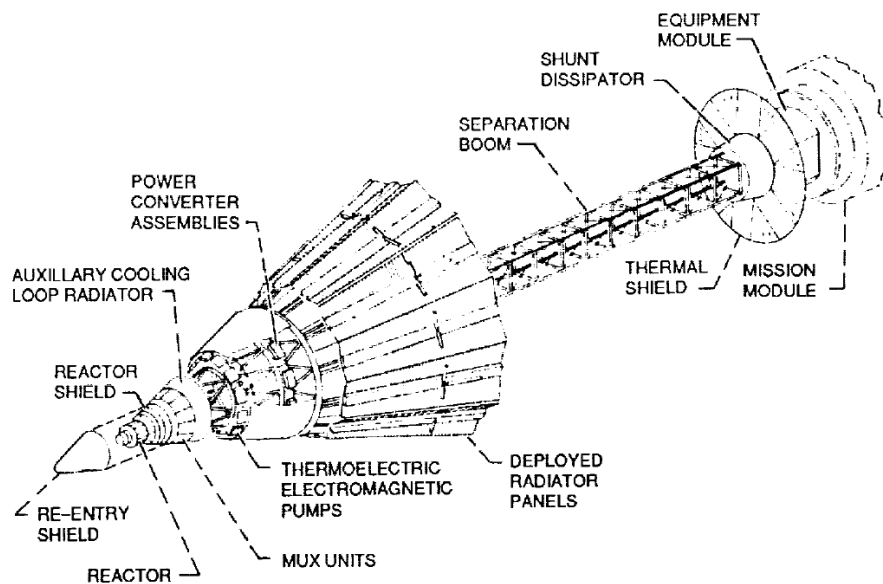 EQUIPMENT
MODULE
SHUNT
DISSIPATOR
SEPARATION
BOOM
POWER
CONVERTER
ASSEMBLIES
AUXILLARY COOLING
LOOP RADIATOR
THERMAL
SHIELD
MISSION
MODULE
REACTOR
SHIELD
THERMOELECTRIC
ELECTROMAGNETIC
PUMPS
DEPLOYED
RADIATOR
PANELS
RE-ENTRY
SHIELD
MUX UNITS
REACTOR